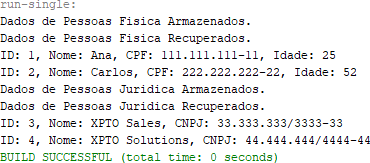 run-single:
Dados de Pessoas Fisica Armazenados.
Dados de Pessoas Fisica Recuperados.
ID: 1, Nome: Ana, CPF: 111.111.111-11, Idade: 25
ID: 2, Nome: Carlos, CPF: 222.222.222-22, Idade: 52
Dados de Pessoas Juridica Armazenados.
Dados de Pessoas Juridica Recuperados.
ID: 3, Nome: XPTO Sales, CNPJ: 33.333.333/3333-33
ID: 4, Nome: XPTO Solutions, CNPJ: 44.444.444/4444-44
BUILD SUCCESSFUL (total time: 0 seconds)